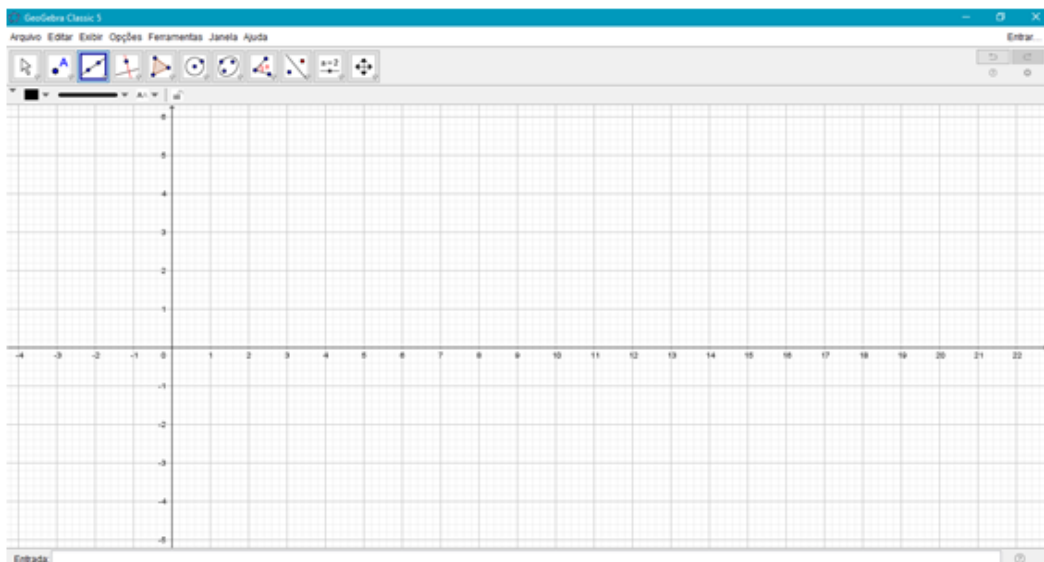 GeoGebra Classic 5
Arquivo Editar Exibir Opções Ferramentas Janela Ajuda
Entrar...
A
a=2
6
5
4
3
2
1
-4 -3 -2 -1 0 1 2 3 4 5 6 7 8 9 10 11 12 13 14 15 16 17 18 19 20 21 22
-1
-2
-3
-4
-5
Entrada: